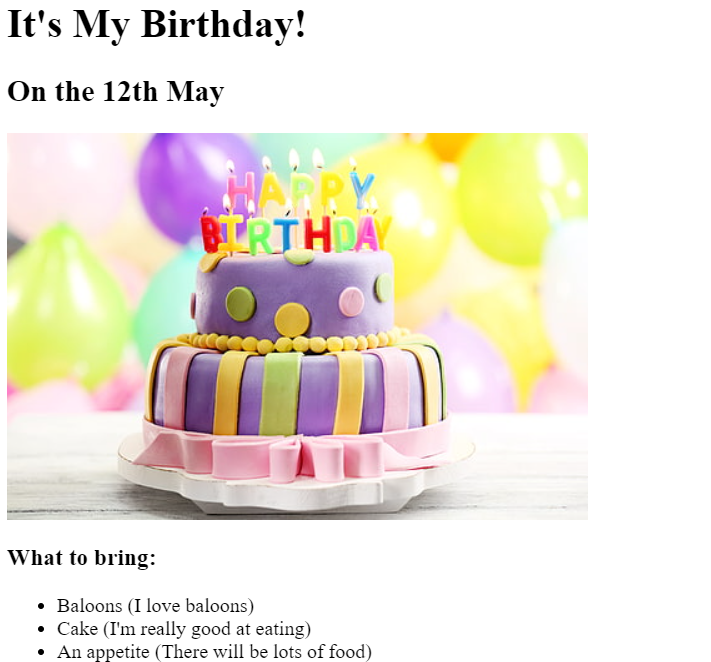 It's My Birthday!
On the 12th May
HAPPY
BIRTHDAY
What to bring:
Baloons (I love baloons)
Cake (I'm really good at eating)
An appetite (There will be lots of food)